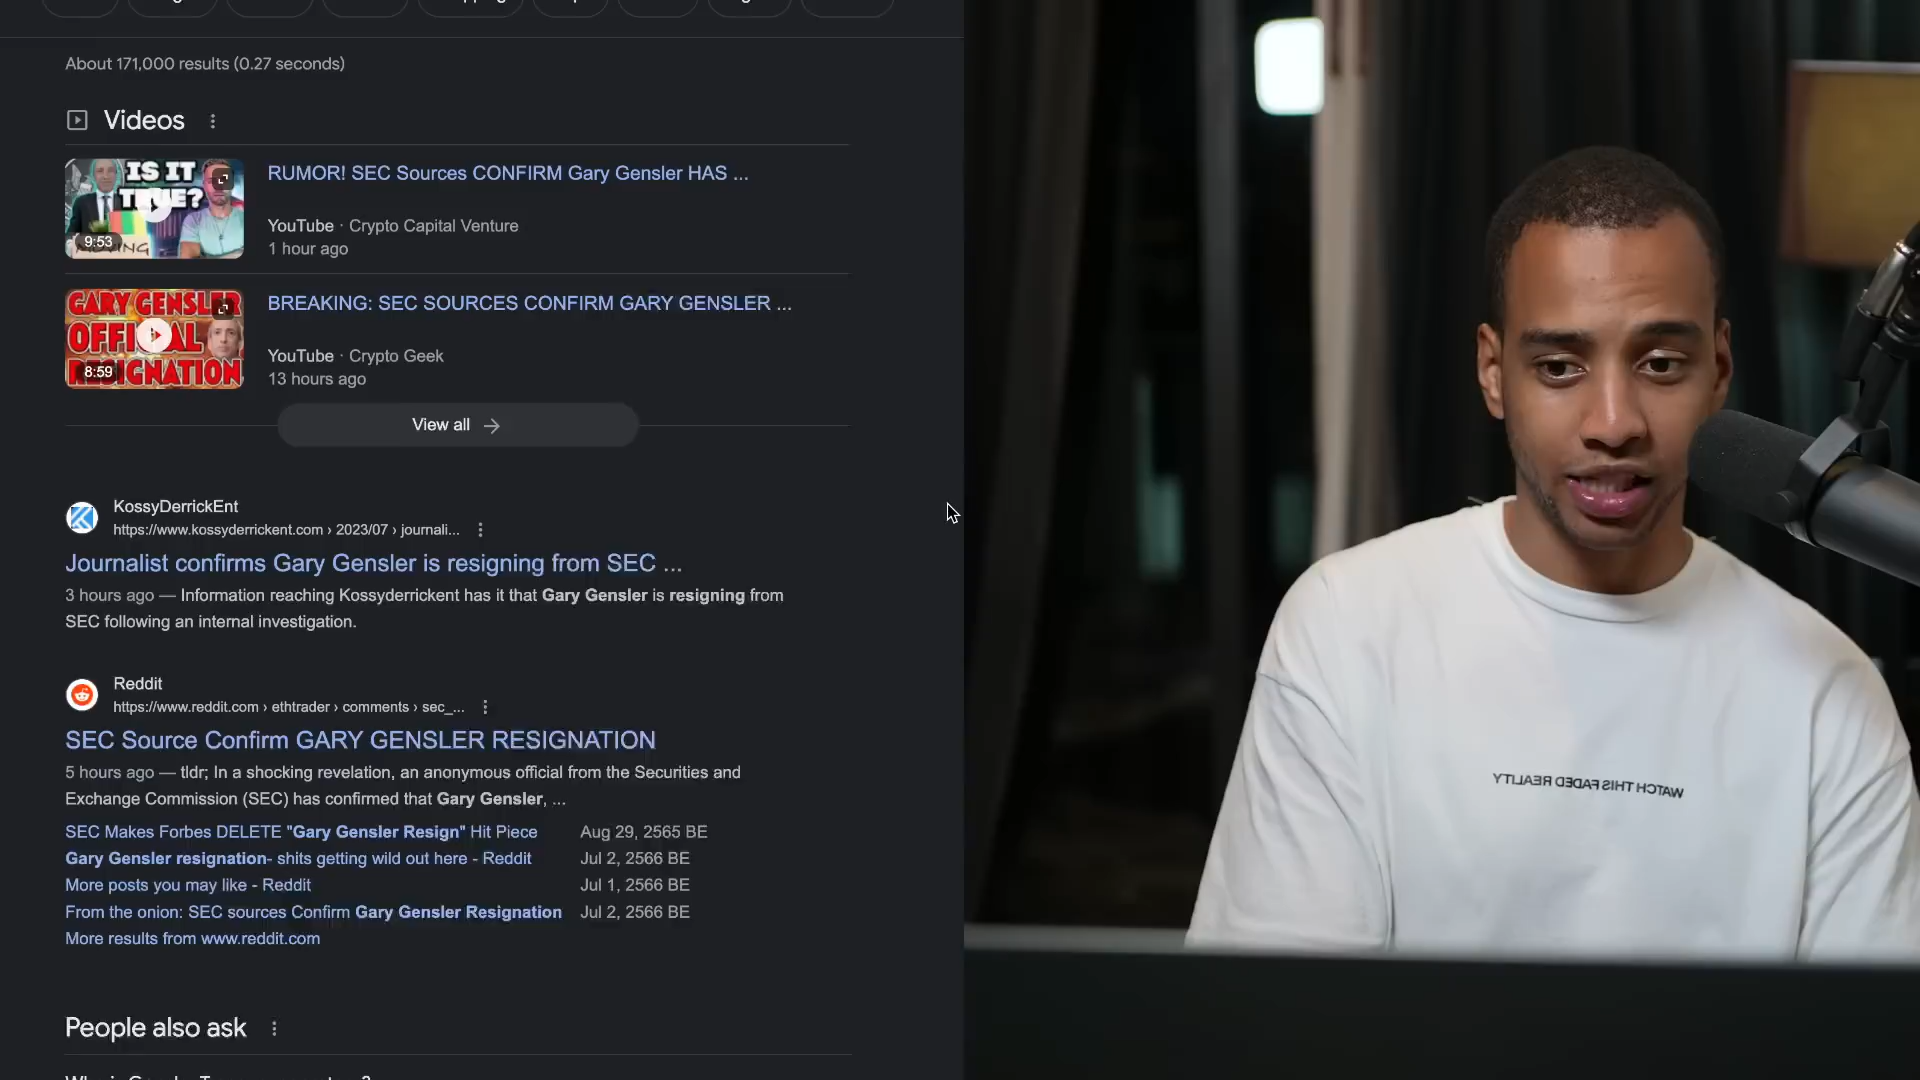 About 171,000 results (0.27 seconds)
Videos
IS IT
TRUE?
9:53
RUMOR! SEC Sources CONFIRM Gary Gensler HAS ...
YouTube · Crypto Capital Venture
1 hour ago
GARY GENSLER
OFFICIAL
RESIGNATION
8:59
BREAKING: SEC SOURCES CONFIRM GARY GENSLER ...
YouTube · Crypto Geek
13 hours ago
View all
KossyDerrickEnt
https://www.kossyderrickent.com › 2023/07 › journali...
Journalist confirms Gary Gensler is resigning from SEC ...
3 hours ago — Information reaching Kossyderrickent has it that Gary Gensler is resigning from
SEC following an internal investigation.
Reddit
https://www.reddit.com › ethtrader › comments › sec_...
SEC Source Confirm GARY GENSLER RESIGNATION
5 hours ago — tldr; In a shocking revelation, an anonymous official from the Securities and
Exchange Commission (SEC) has confirmed that Gary Gensler, ...
SEC Makes Forbes DELETE "Gary Gensler Resign" Hit Piece Aug 29, 2565 BE
Gary Gensler resignation- shits getting wild out here - Reddit Jul 2, 2566 BE
More posts you may like - Reddit Jul 1, 2566 BE
From the onion: SEC sources Confirm Gary Gensler Resignation Jul 2, 2566 BE
More results from www.reddit.com
People also ask
WATCH THIS FADED REALITY